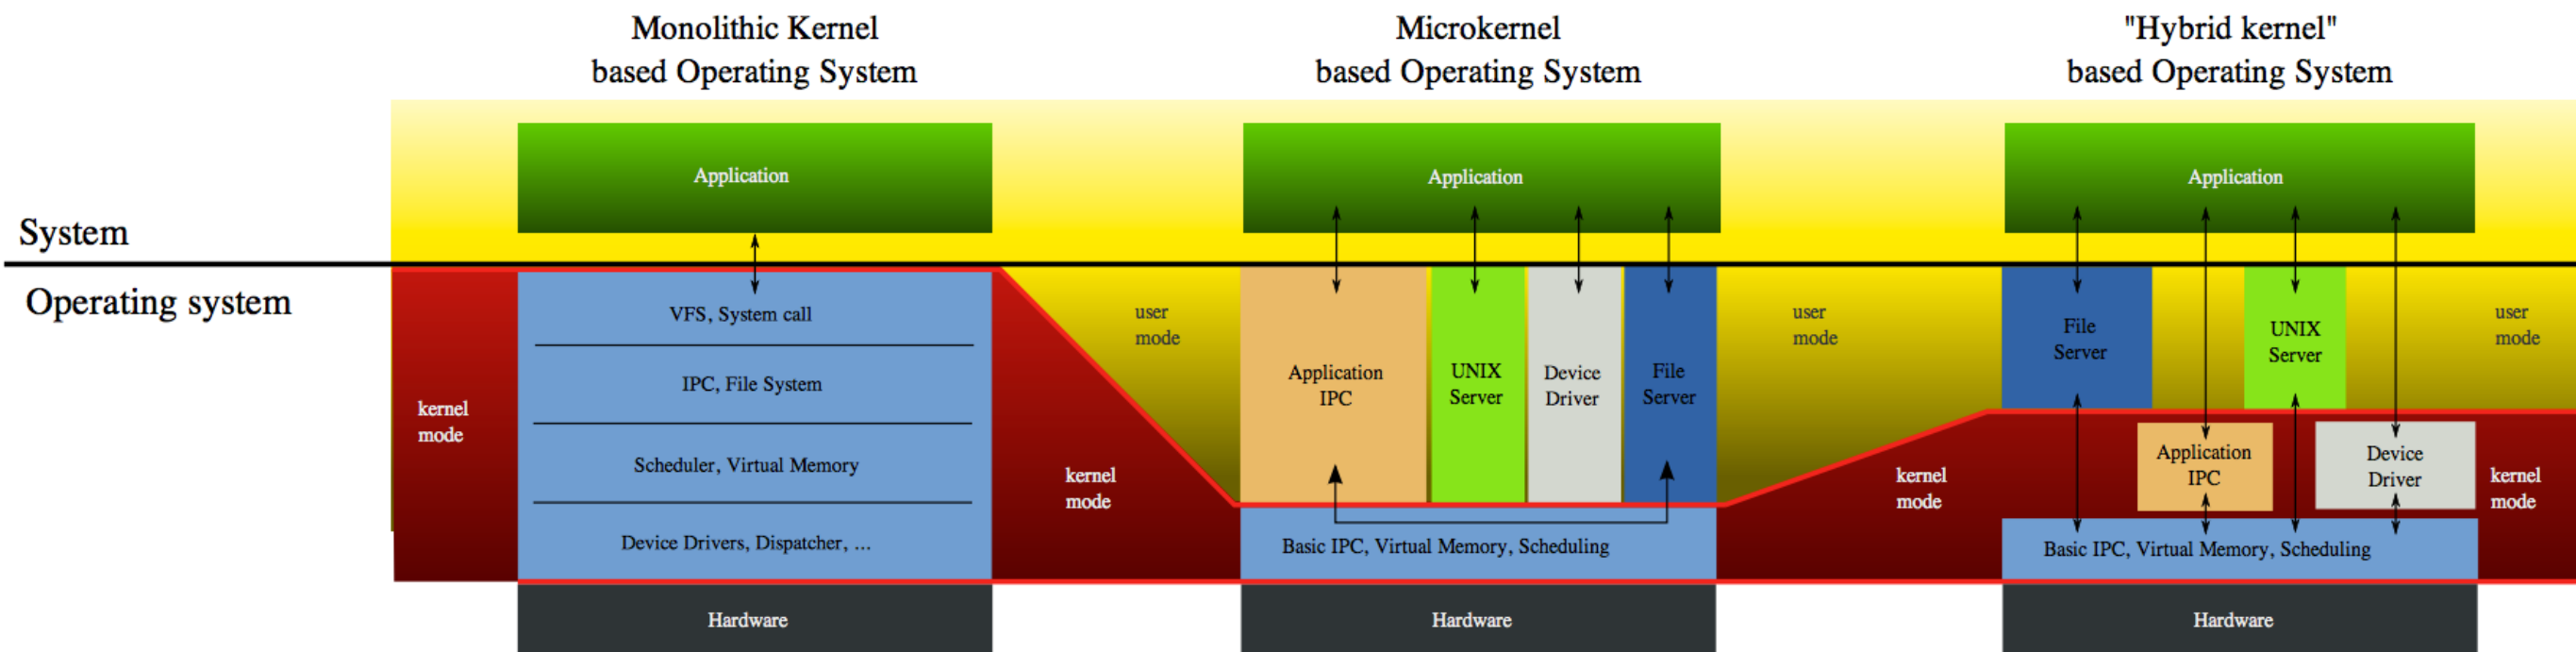 Monolithic Kernel
based Operating System
Microkernel
based Operating System
"Hybrid kernel"
based Operating System
System
Operating system
Application
VFS, System call
IPC, File System
Scheduler, Virtual Memory
Device Drivers, Dispatcher, ...
Hardware
kernel
mode
kernel
mode
user
mode
Application
Application
IPC
UNIX
Server
Device
Driver
File
Server
Basic IPC, Virtual Memory, Scheduling
Hardware
user
mode
kernel
mode
Application
File
Server
UNIX
Server
Application
IPC
Device
Driver
Basic IPC, Virtual Memory, Scheduling
Hardware
user
mode
kernel
mode